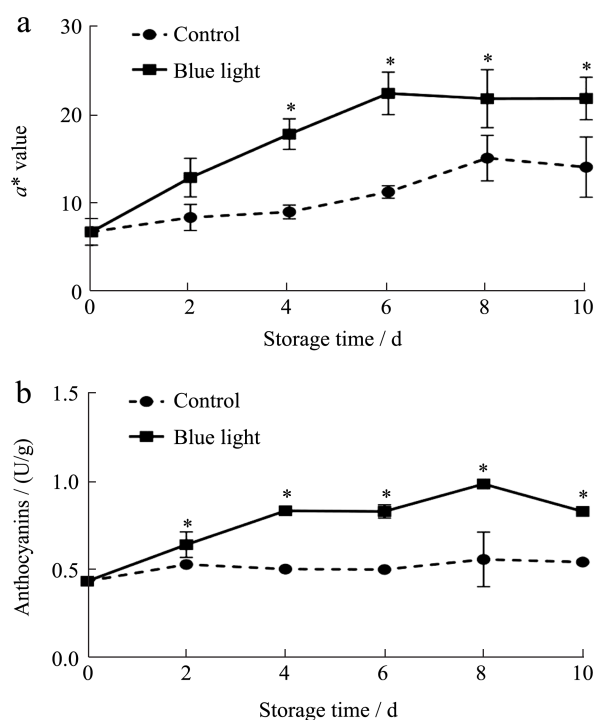 a
30
20
10
0
a* value
Control
Blue light
*
*
*
*
0
2
4
6
8
10
Storage time / d
b
1.5
1.0
0.5
0.0
Anthocyanins / (U/g)
Control
Blue light
*
*
*
*
*
0
2
4
6
8
10
Storage time / d